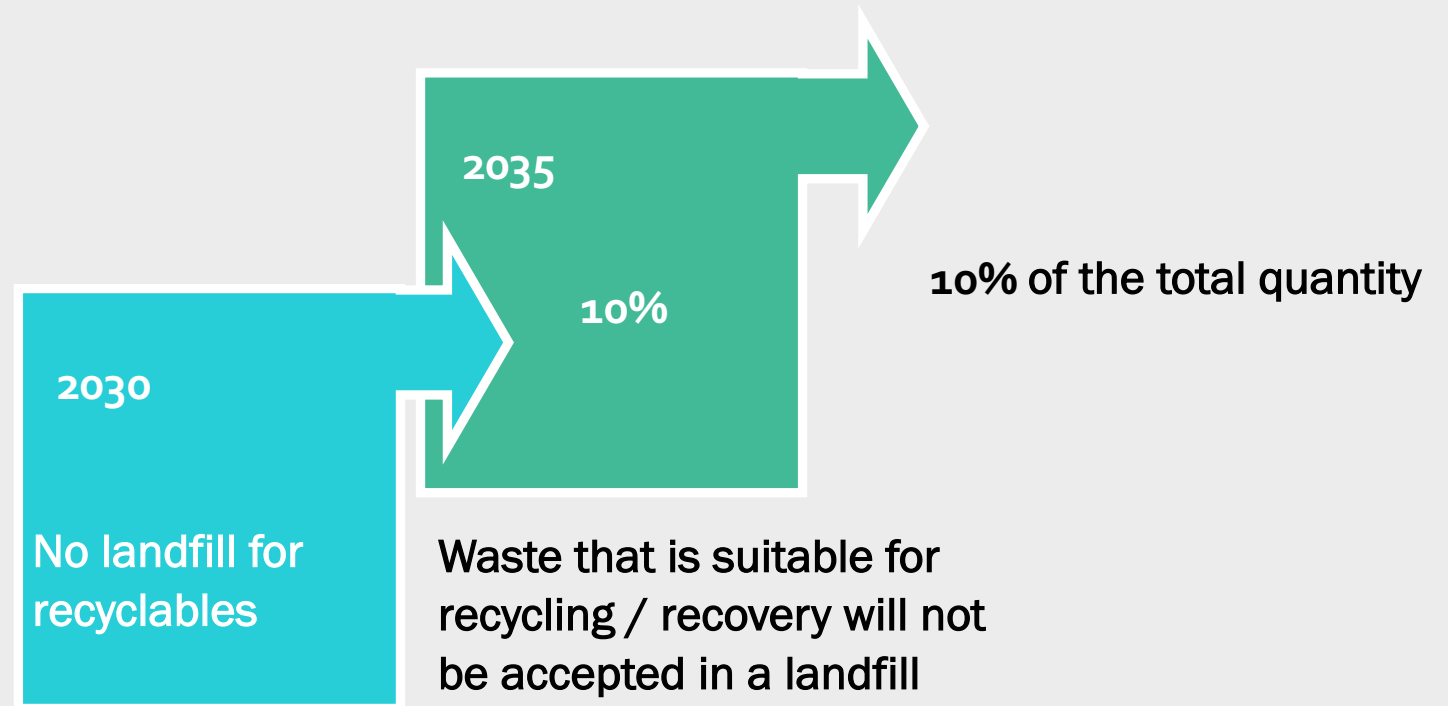 2035
10%
10% of the total quantity
2030
No landfill for
recyclables
Waste that is suitable for
recycling / recovery will not
be accepted in a landfill